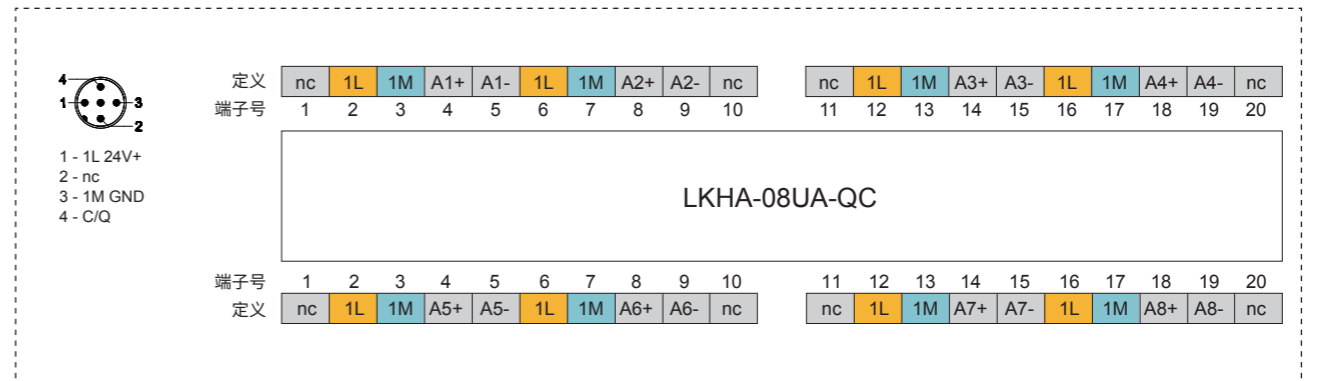 4
1 3
2
1 - 1L 24V+
2 - nc
3 - 1M GND
4 - C/Q
定义 nc 1L 1M A1+ A1- 1L 1M A2+ A2- nc nc 1L 1M A3+ A3- 1L 1M A4+ A4- nc
端子号 1 2 3 4 5 6 7 8 9 10 11 12 13 14 15 16 17 18 19 20
LKHA-08UA-QC
端子号 1 2 3 4 5 6 7 8 9 10 11 12 13 14 15 16 17 18 19 20
定义 nc 1L 1M A5+ A5- 1L 1M A6+ A6- nc nc 1L 1M A7+ A7- 1L 1M A8+ A8- nc